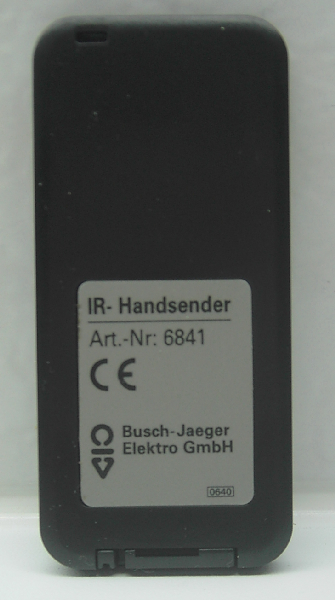 IR- Handsender
Art.-Nr: 6841
CE
Busch-Jaeger
Elektro GmbH
0640